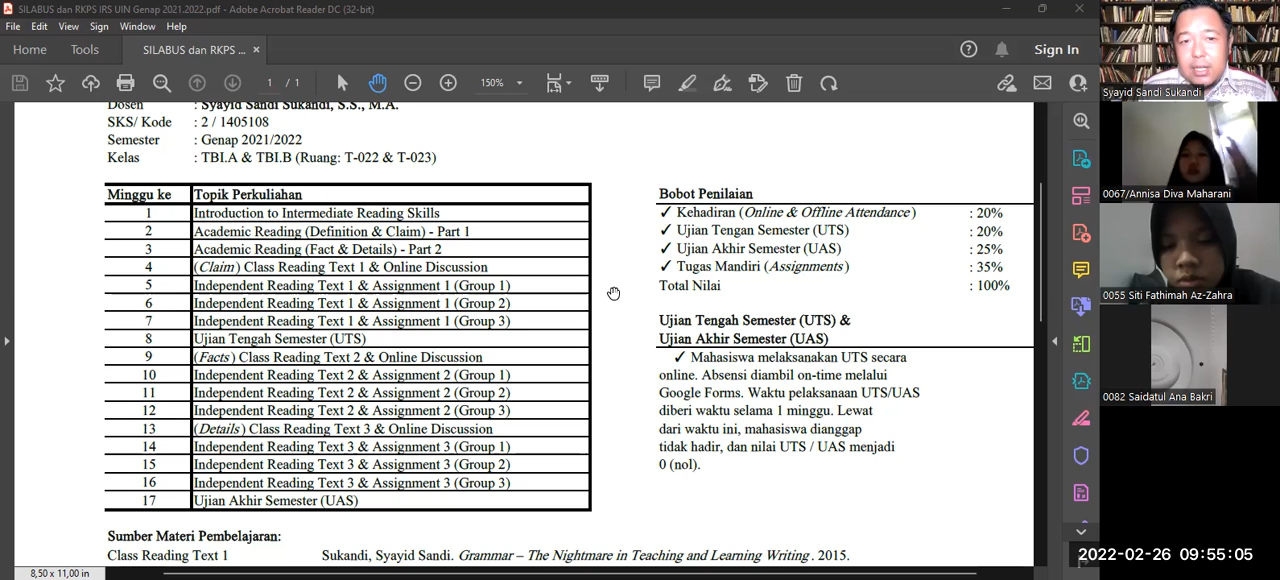 SILABUS dan RKPS IRS UIN Genap 2021.2022.pdf - Adobe Acrobat Reader DC (32-bit)
File Edit View Sign Window Help
Home Tools SILABUS dan RKPS ... × Sign In
1 / 1 150%
Dosen : Syayid Sandi Sukandi, S.S., M.A.
SKS/ Kode : 2 / 1405108
Semester : Genap 2021/2022
Kelas : TBI.A & TBI.B (Ruang: T-022 & T-023)
Minggu ke Topik Perkuliahan
1 Introduction to Intermediate Reading Skills
2 Academic Reading (Definition & Claim) - Part 1
3 Academic Reading (Fact & Details) - Part 2
4 (Claim) Class Reading Text 1 & Online Discussion
5 Independent Reading Text 1 & Assignment 1 (Group 1)
6 Independent Reading Text 1 & Assignment 1 (Group 2)
7 Independent Reading Text 1 & Assignment 1 (Group 3)
8 Ujian Tengah Semester (UTS)
9 (Facts) Class Reading Text 2 & Online Discussion
10 Independent Reading Text 2 & Assignment 2 (Group 1)
11 Independent Reading Text 2 & Assignment 2 (Group 2)
12 Independent Reading Text 2 & Assignment 2 (Group 3)
13 (Details) Class Reading Text 3 & Online Discussion
14 Independent Reading Text 3 & Assignment 3 (Group 1)
15 Independent Reading Text 3 & Assignment 3 (Group 2)
16 Independent Reading Text 3 & Assignment 3 (Group 3)
17 Ujian Akhir Semester (UAS)
Sumber Materi Pembelajaran:
Class Reading Text 1 Sukandi, Syayid Sandi. Grammar – The Nightmare in Teaching and Learning Writing. 2015.
8,50 x 11,00 in
Bobot Penilaian
✓ Kehadiran (Online & Offline Attendance) : 20%
✓ Ujian Tengan Semester (UTS) : 20%
✓ Ujian Akhir Semester (UAS) : 25%
✓ Tugas Mandiri (Assignments) : 35%
Total Nilai : 100%
Ujian Tengah Semester (UTS) &
Ujian Akhir Semester (UAS)
✓ Mahasiswa melaksanakan UTS secara
online. Absensi diambil on-time melalui
Google Forms. Waktu pelaksanaan UTS/UAS
diberi waktu selama 1 minggu. Lewat
dari waktu ini, mahasiswa dianggap
tidak hadir, dan nilai UTS / UAS menjadi
0 (nol).
Syayid Sandi Sukandi
0067/Annisa Diva Maharani
0055 Siti Fathimah Az-Zahra
0082 Saidatul Ana Bakri
2022-02-26 09:55:05